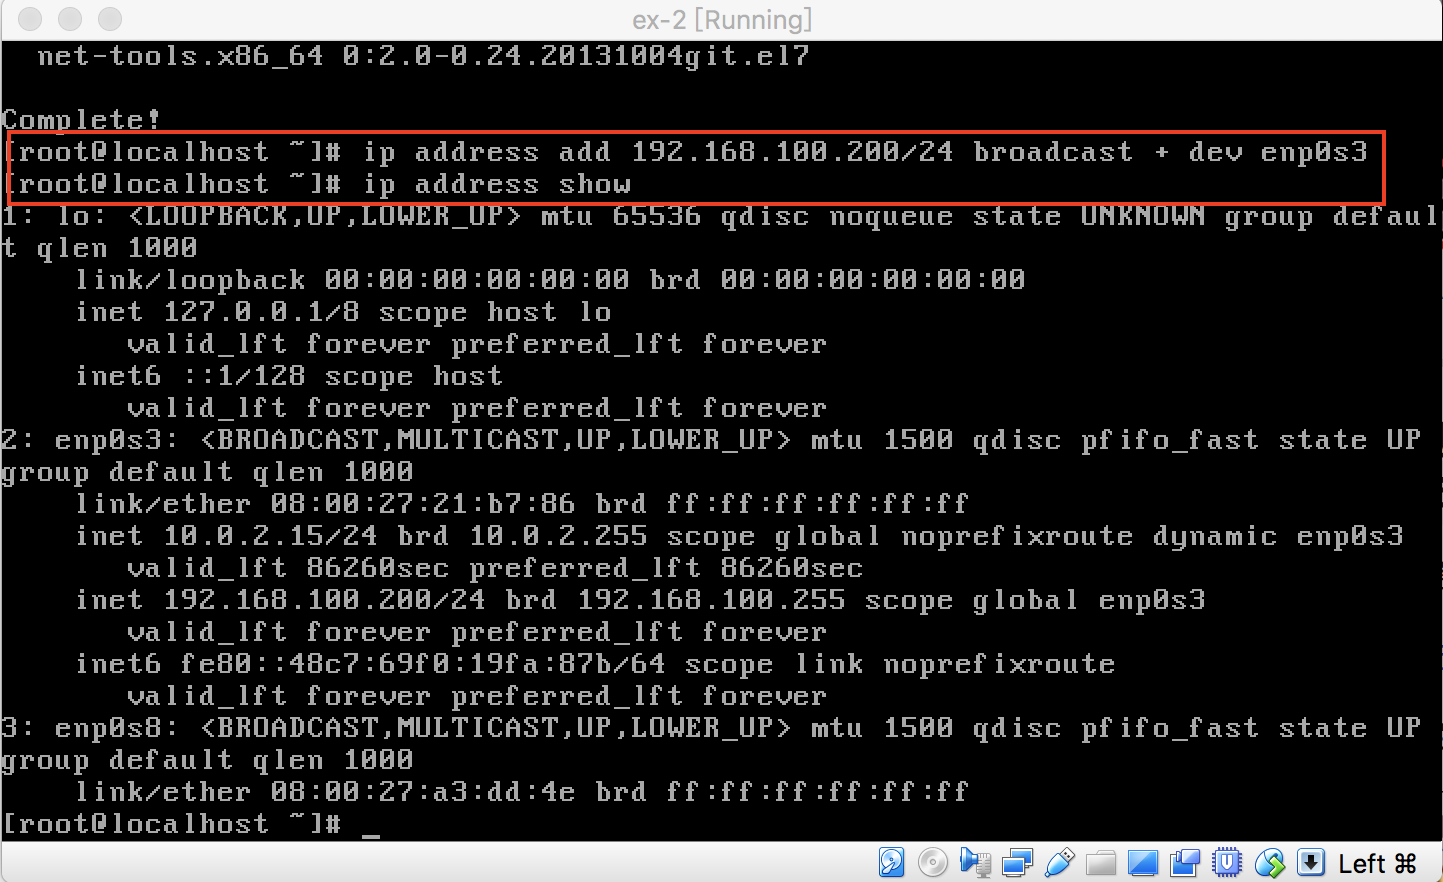 ex-2 [Running]
net-tools.x86_64 0:2.0-0.24.20131004git.el7
Complete!
[root@localhost ~]# ip address add 192.168.100.200/24 broadcast + dev enp0s3
[root@localhost ~]# ip address show
1: lo: <LOOPBACK,UP,LOWER_UP> mtu 65536 qdisc noqueue state UNKNOWN group defaul
t qlen 1000
link/loopback 00:00:00:00:00:00 brd 00:00:00:00:00:00
inet 127.0.0.1/8 scope host lo
valid_lft forever preferred_lft forever
inet6 ::1/128 scope host
valid_lft forever preferred_lft forever
2: enp0s3: <BROADCAST,MULTICAST,UP,LOWER_UP> mtu 1500 qdisc pfifo_fast state UP
group default qlen 1000
link/ether 08:00:27:21:b7:86 brd ff:ff:ff:ff:ff:ff
inet 10.0.2.15/24 brd 10.0.2.255 scope global noprefixroute dynamic enp0s3
valid_lft 86260sec preferred_lft 86260sec
inet 192.168.100.200/24 brd 192.168.100.255 scope global enp0s3
valid_lft forever preferred_lft forever
inet6 fe80::48c7:69f0:19fa:87b/64 scope link noprefixroute
valid_lft forever preferred_lft forever
3: enp0s8: <BROADCAST,MULTICAST,UP,LOWER_UP> mtu 1500 qdisc pfifo_fast state UP
group default qlen 1000
link/ether 08:00:27:a3:dd:4e brd ff:ff:ff:ff:ff:ff
[root@localhost ~]# _
Left ⌘